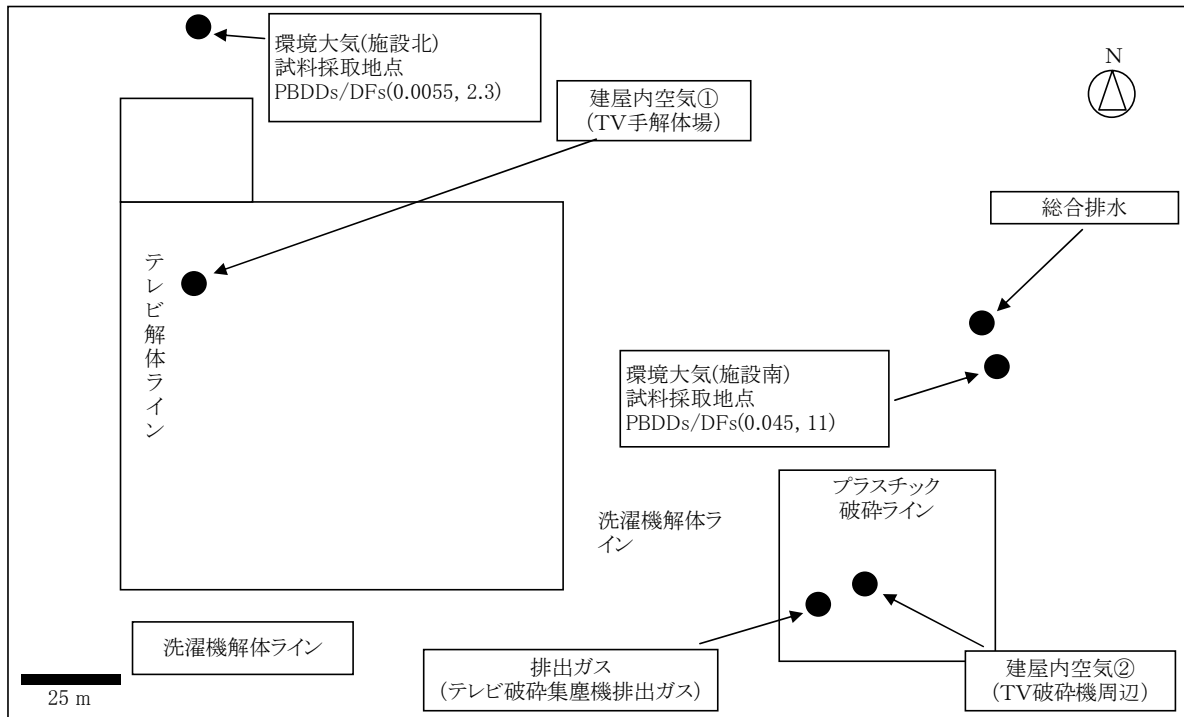 環境大気(施設北)
試料採取地点
PBDDs/DFs(0.0055, 2.3)
建屋内空気①
(TV手解体場)
N
総合排水
テレビ解体ライン
環境大気(施設南)
試料採取地点
PBDDs/DFs(0.045, 11)
プラスチック
破砕ライン
洗濯機解体ラ
イン
洗濯機解体ライン
排出ガス
(テレビ破砕集塵機排出ガス)
建屋内空気②
(TV破砕機周辺)
25 m